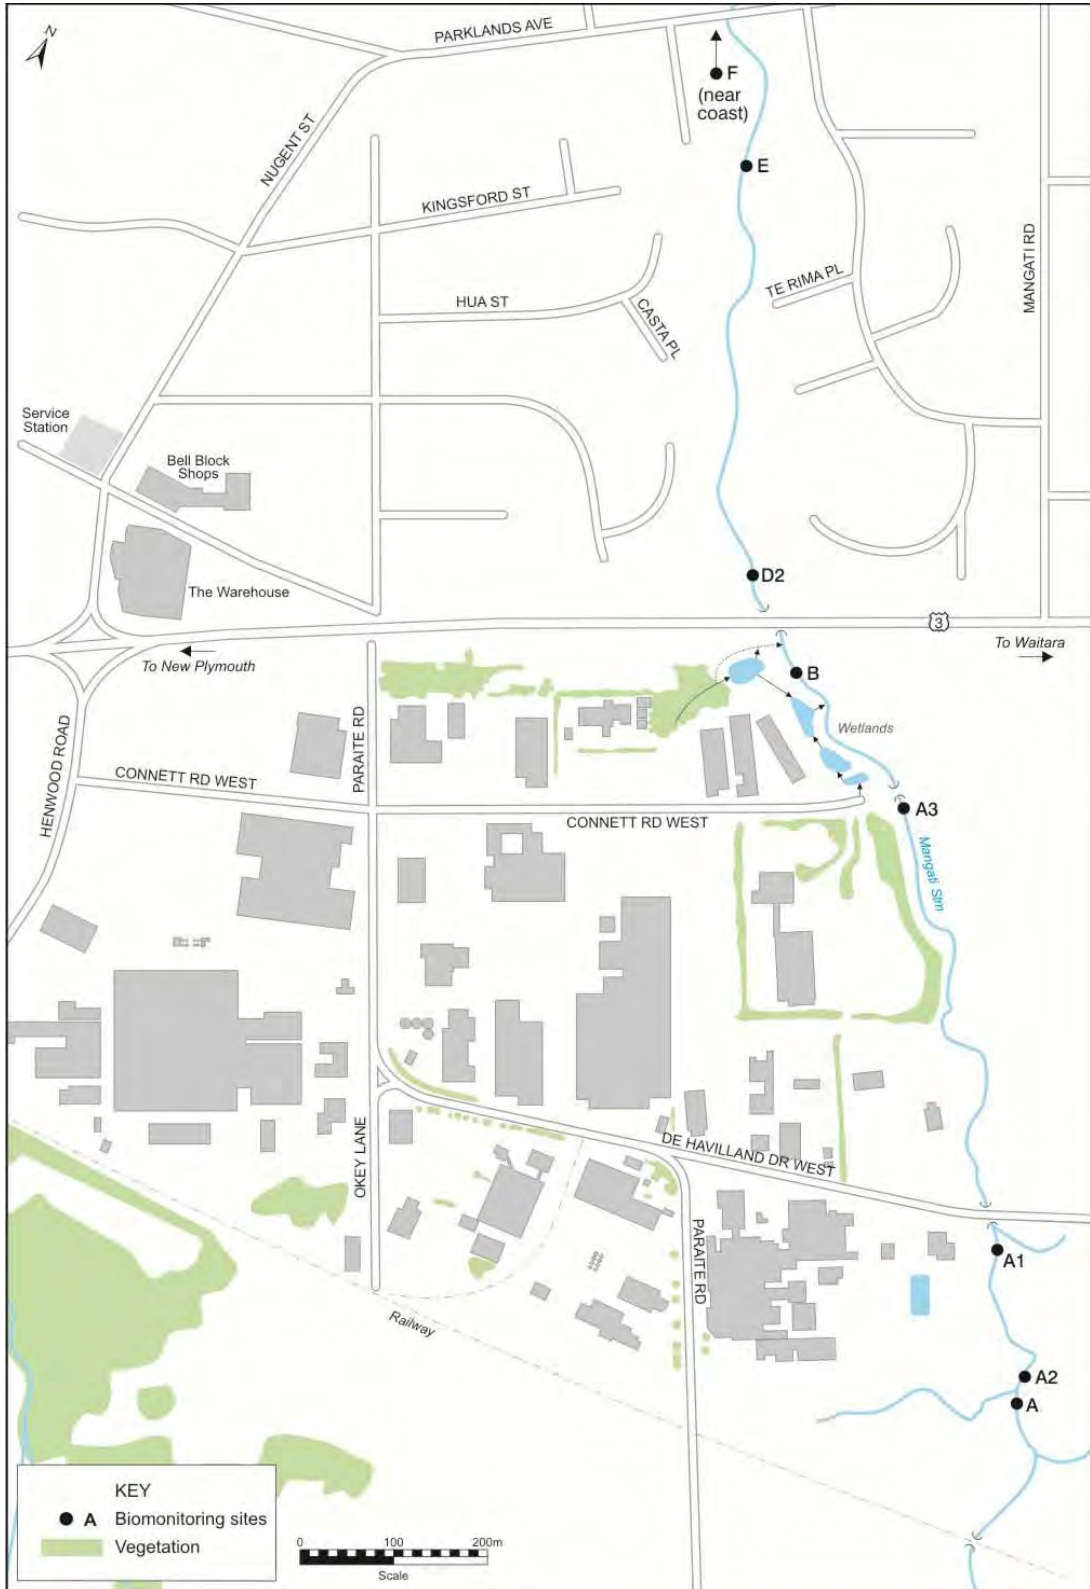 N
PARKLANDS AVE
F
(near
coast)
NUGENT ST
E
KINGSFORD ST
MANGATI RD
TE RIMA PL
HUA ST
CASTA PL
Service
Station
Bell Block
Shops
D2
The Warehouse
3
To New Plymouth
To Waitara
B
PARAITE RD
Wetlands
HENWOOD ROAD
CONNETT RD WEST
A3
CONNETT RD WEST
Mangati Strm
DE HAVILLAND DR WEST
OKEY LANE
PARAITE RD
A1
Railway
A2
A
KEY
A Biomonitoring sites
Vegetation
0 100 200m
Scale